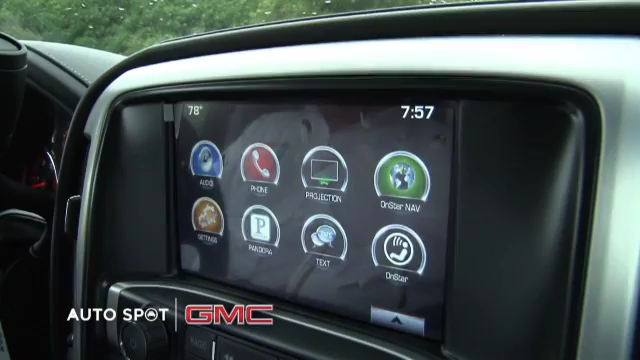 78°
7:57
AUDIO
PHONE
PROJECTION
OnStar NAV
SETTINGS
P
PANDORA
TEXT
OnStar
AUTO SPOT
GMC